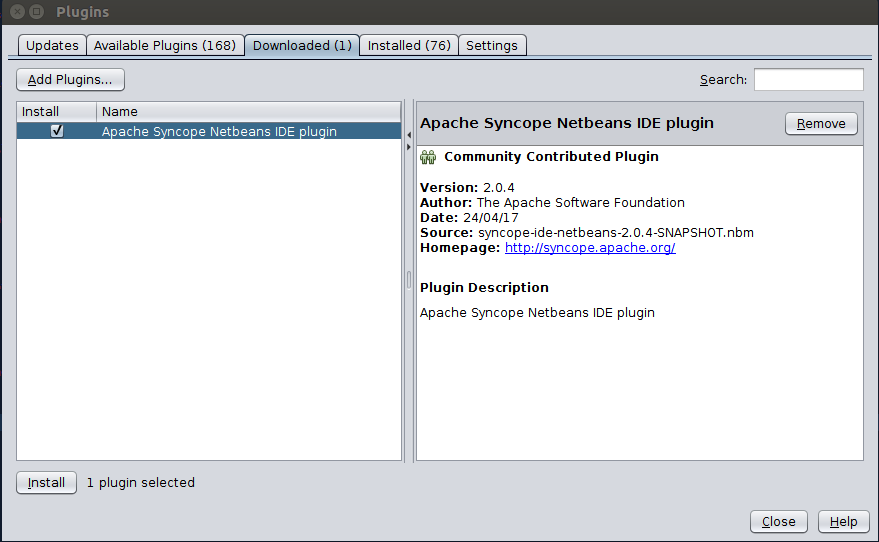 Plugins
Updates
Available Plugins (168)
Downloaded (1)
Installed (76)
Settings
Add Plugins...
Search:
Install
Name
Apache Syncope Netbeans IDE plugin
Apache Syncope Netbeans IDE plugin
Remove
Community Contributed Plugin
Version: 2.0.4
Author: The Apache Software Foundation
Date: 24/04/17
Source: syncope-ide-netbeans-2.0.4-SNAPSHOT.nbm
Homepage: http://syncope.apache.org/
Plugin Description
Apache Syncope Netbeans IDE plugin
Install
1 plugin selected
Close
Help